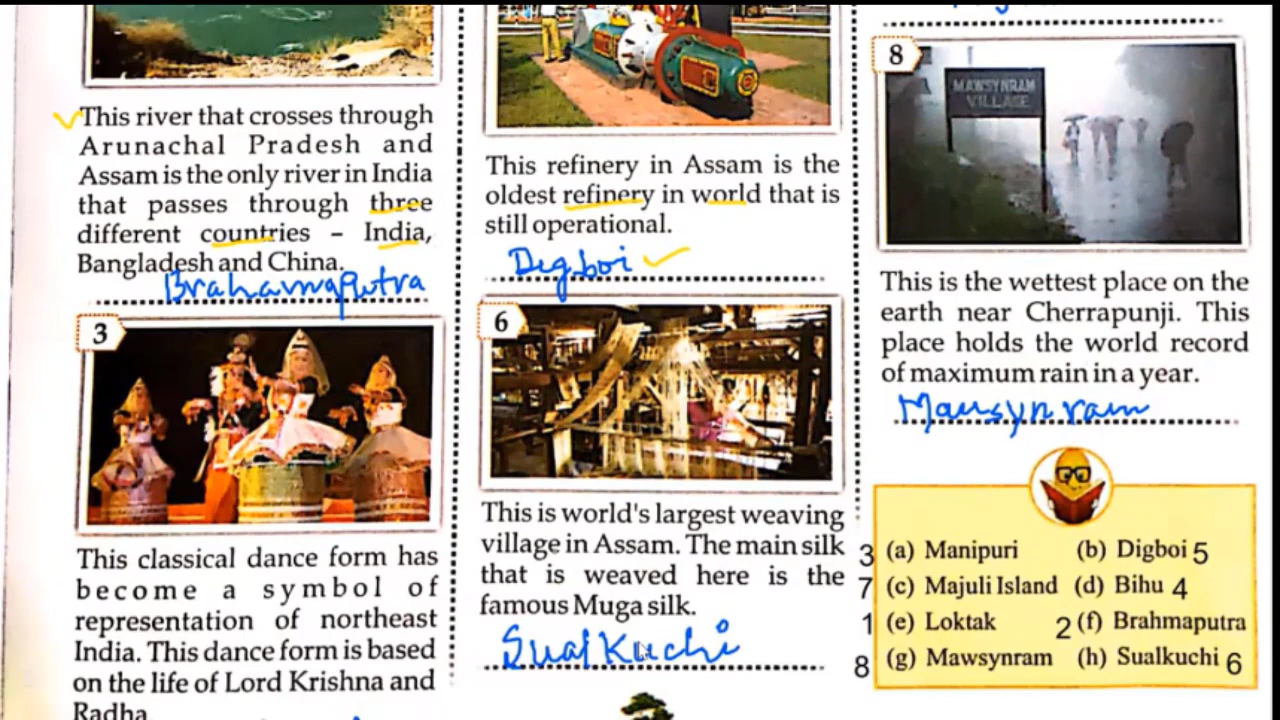 This river that crosses through
Arunachal Pradesh and
Assam is the only river in India
that passes through three
different countries – India,
Bangladesh and China.
BrahamaPutra
3
This classical dance form has
become a symbol of
representation of northeast
India. This dance form is based
on the life of Lord Krishna and
Radha
This refinery in Assam is the
oldest refinery in world that is
still operational.
Digboi
6
This is world's largest weaving
village in Assam. The main silk
that is weaved here is the
famous Muga silk.
SualKuchi
8
MAWSYNRAM
VILLAGE
This is the wettest place on the
earth near Cherrapunji. This
place holds the world record
of maximum rain in a year.
Mausynram
3 (a) Manipuri (b) Digboi 5
7 (c) Majuli Island (d) Bihu 4
1 (e) Loktak 2 (f) Brahmaputra
8 (g) Mawsynram (h) Sualkuchi 6